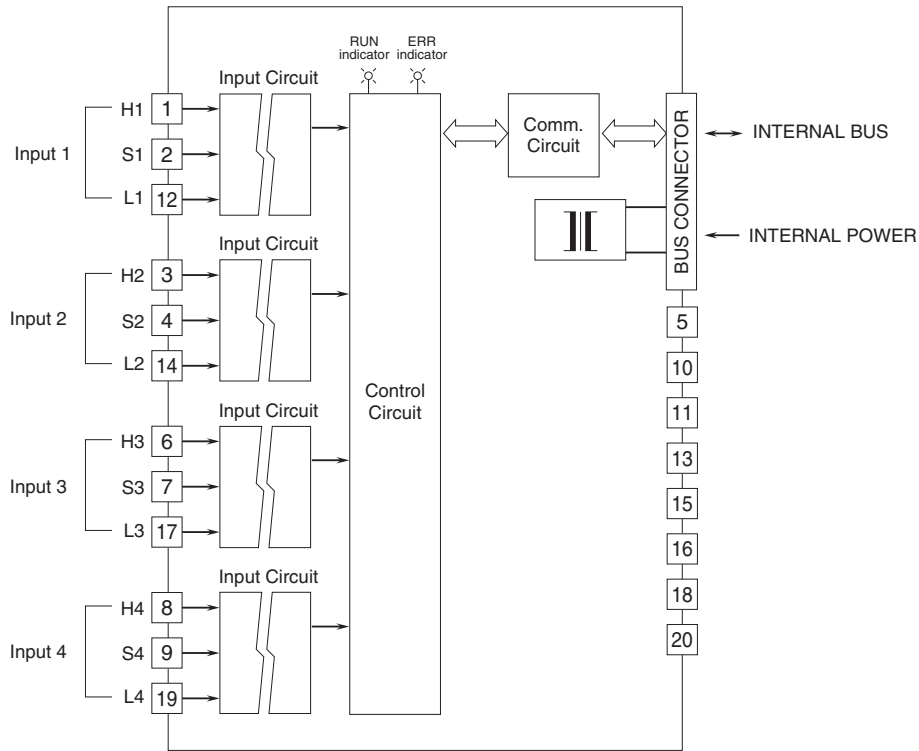 RUN
indicator
ERR
indicator
Input Circuit
H1 1
Input 1
S1 2
L1 12
Comm.
Circuit
BUS CONNECTOR
INTERNAL BUS
INTERNAL POWER
Input Circuit
H2 3
Input 2
S2 4
L2 14
Control
Circuit
Input Circuit
H3 6
Input 3
S3 7
L3 17
Input Circuit
H4 8
Input 4
S4 9
L4 19
5
10
11
13
15
16
18
20